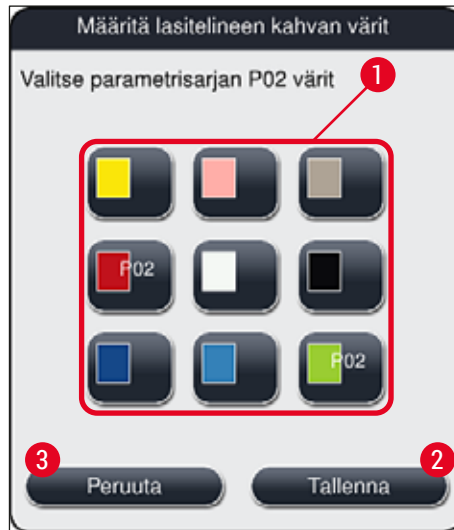 Määritä lasitelineen kahvan värit
Valitse parametrisarjan P02 värit
1
P02
P02
3
2
Peruuta
Tallenna